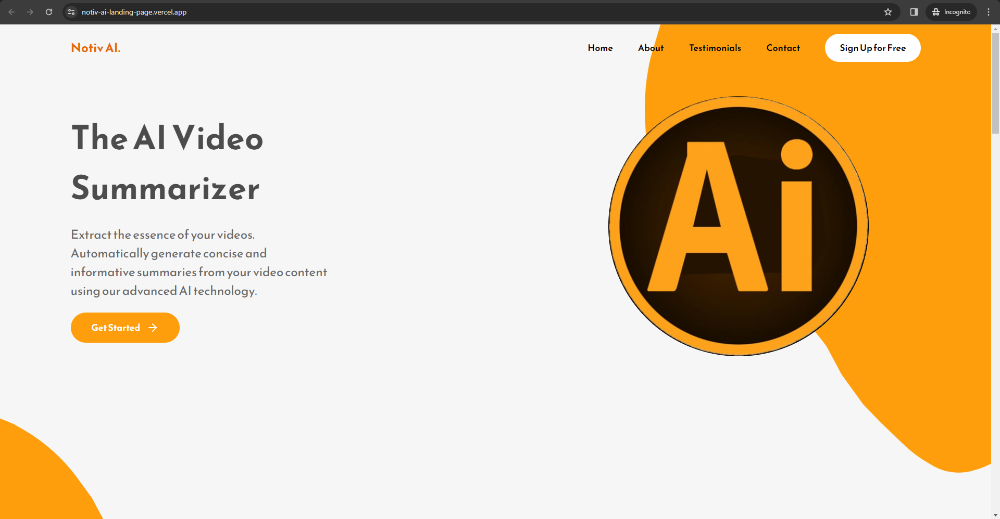 notiv-ai-landing-page.vercel.app
Incognito
Notiv AI.
Home
About
Testimonials
Contact
Sign Up for Free
The AI Video
Summarizer
Extract the essence of your videos.
Automatically generate concise and
informative summaries from your video content
using our advanced AI technology.
Get Started
Ai